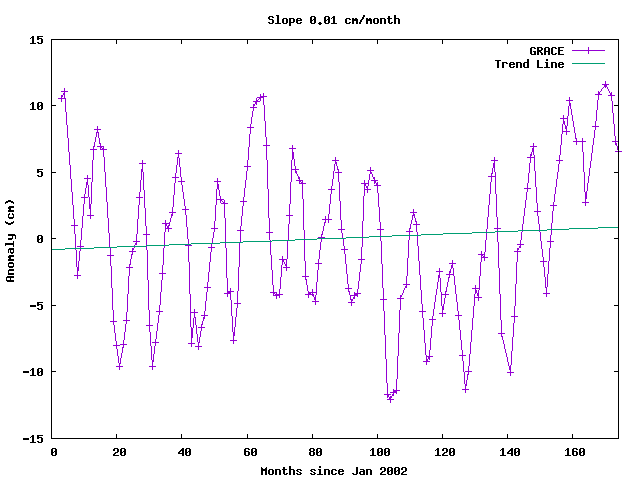 Slope 0.01 cm/month
GRACE
Trend Line
15
10
5
0
-5
-10
-15
Anomaly (cm)
0 20 40 60 80 100 120 140 160
Months since Jan 2002